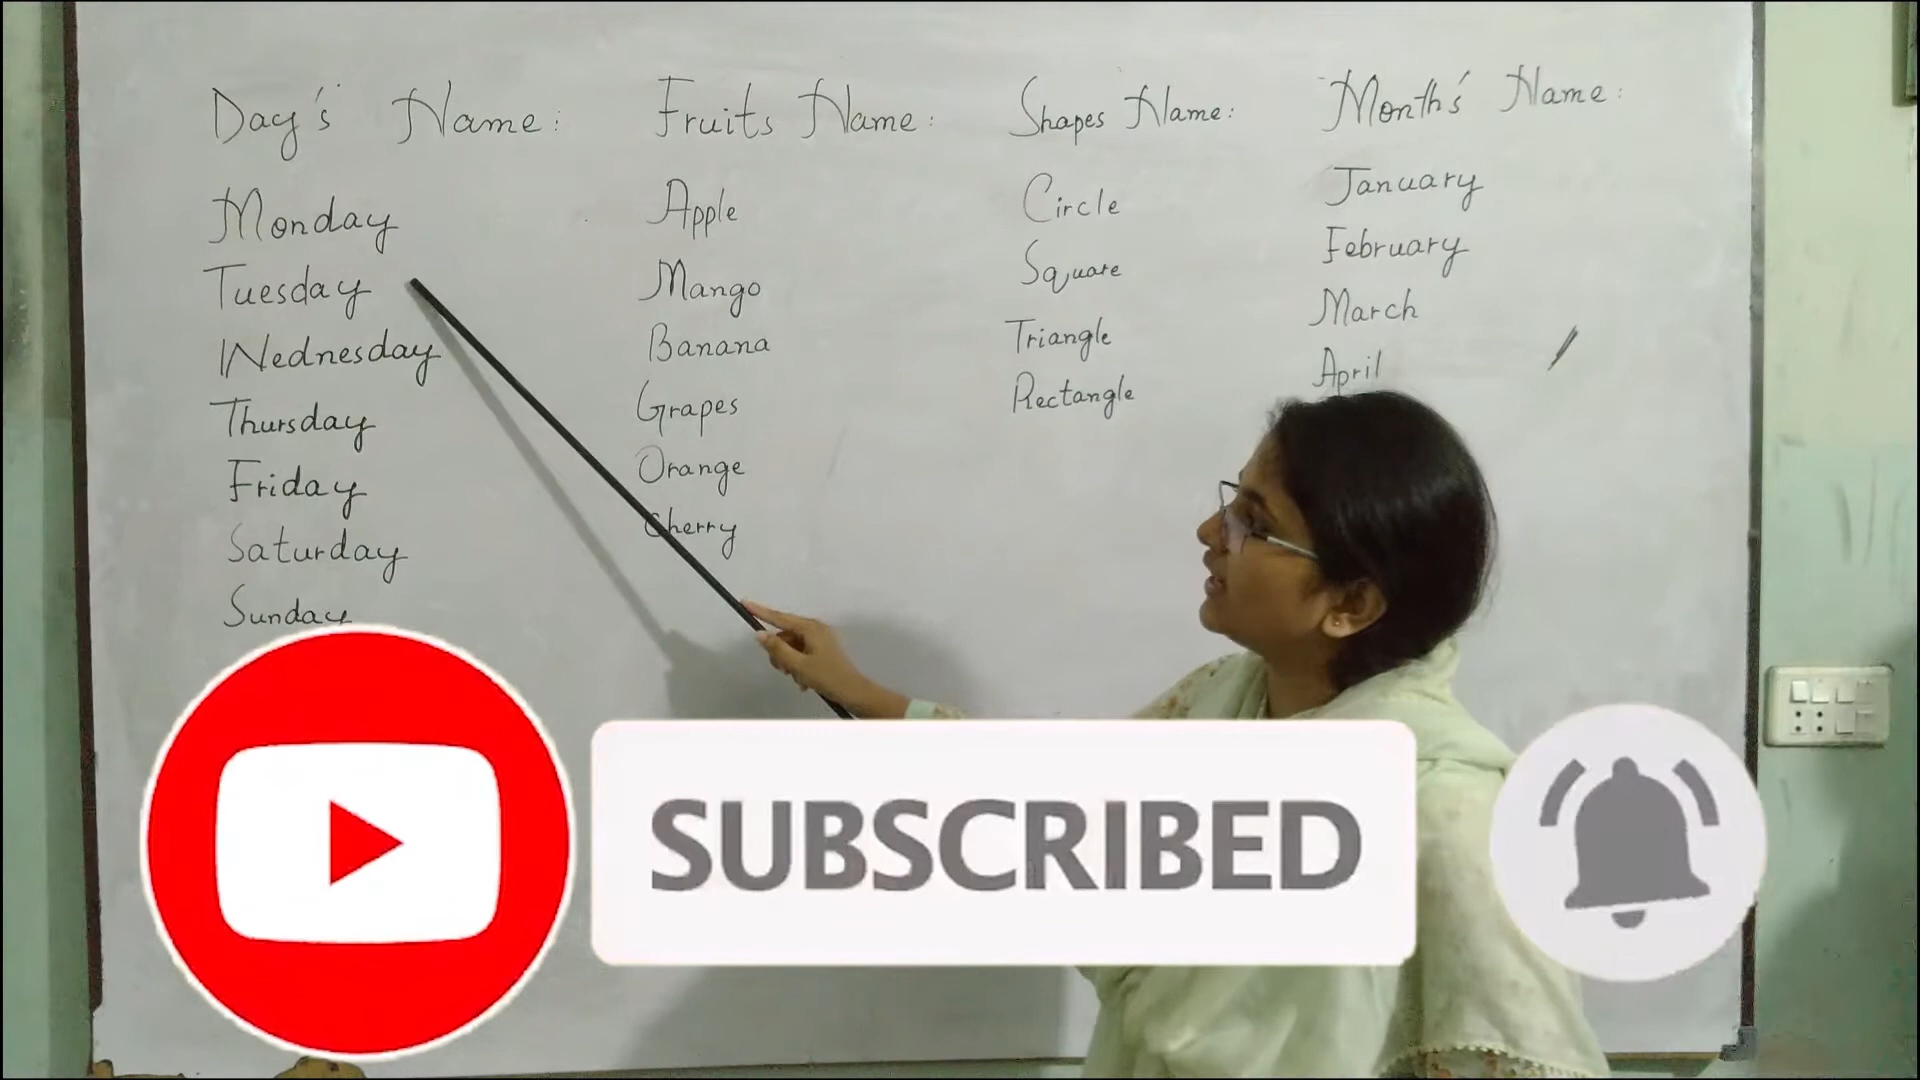 Day's Name:
Monday
Tuesday
Wednesday
Thursday
Friday
Saturday
Sunday
Fruits Name:
Apple
Mango
Banana
Grapes
Orange
Cherry
Shapes Name:
Circle
Square
Triangle
Rectangle
Month's Name:
January
February
March
April
SUBSCRIBED